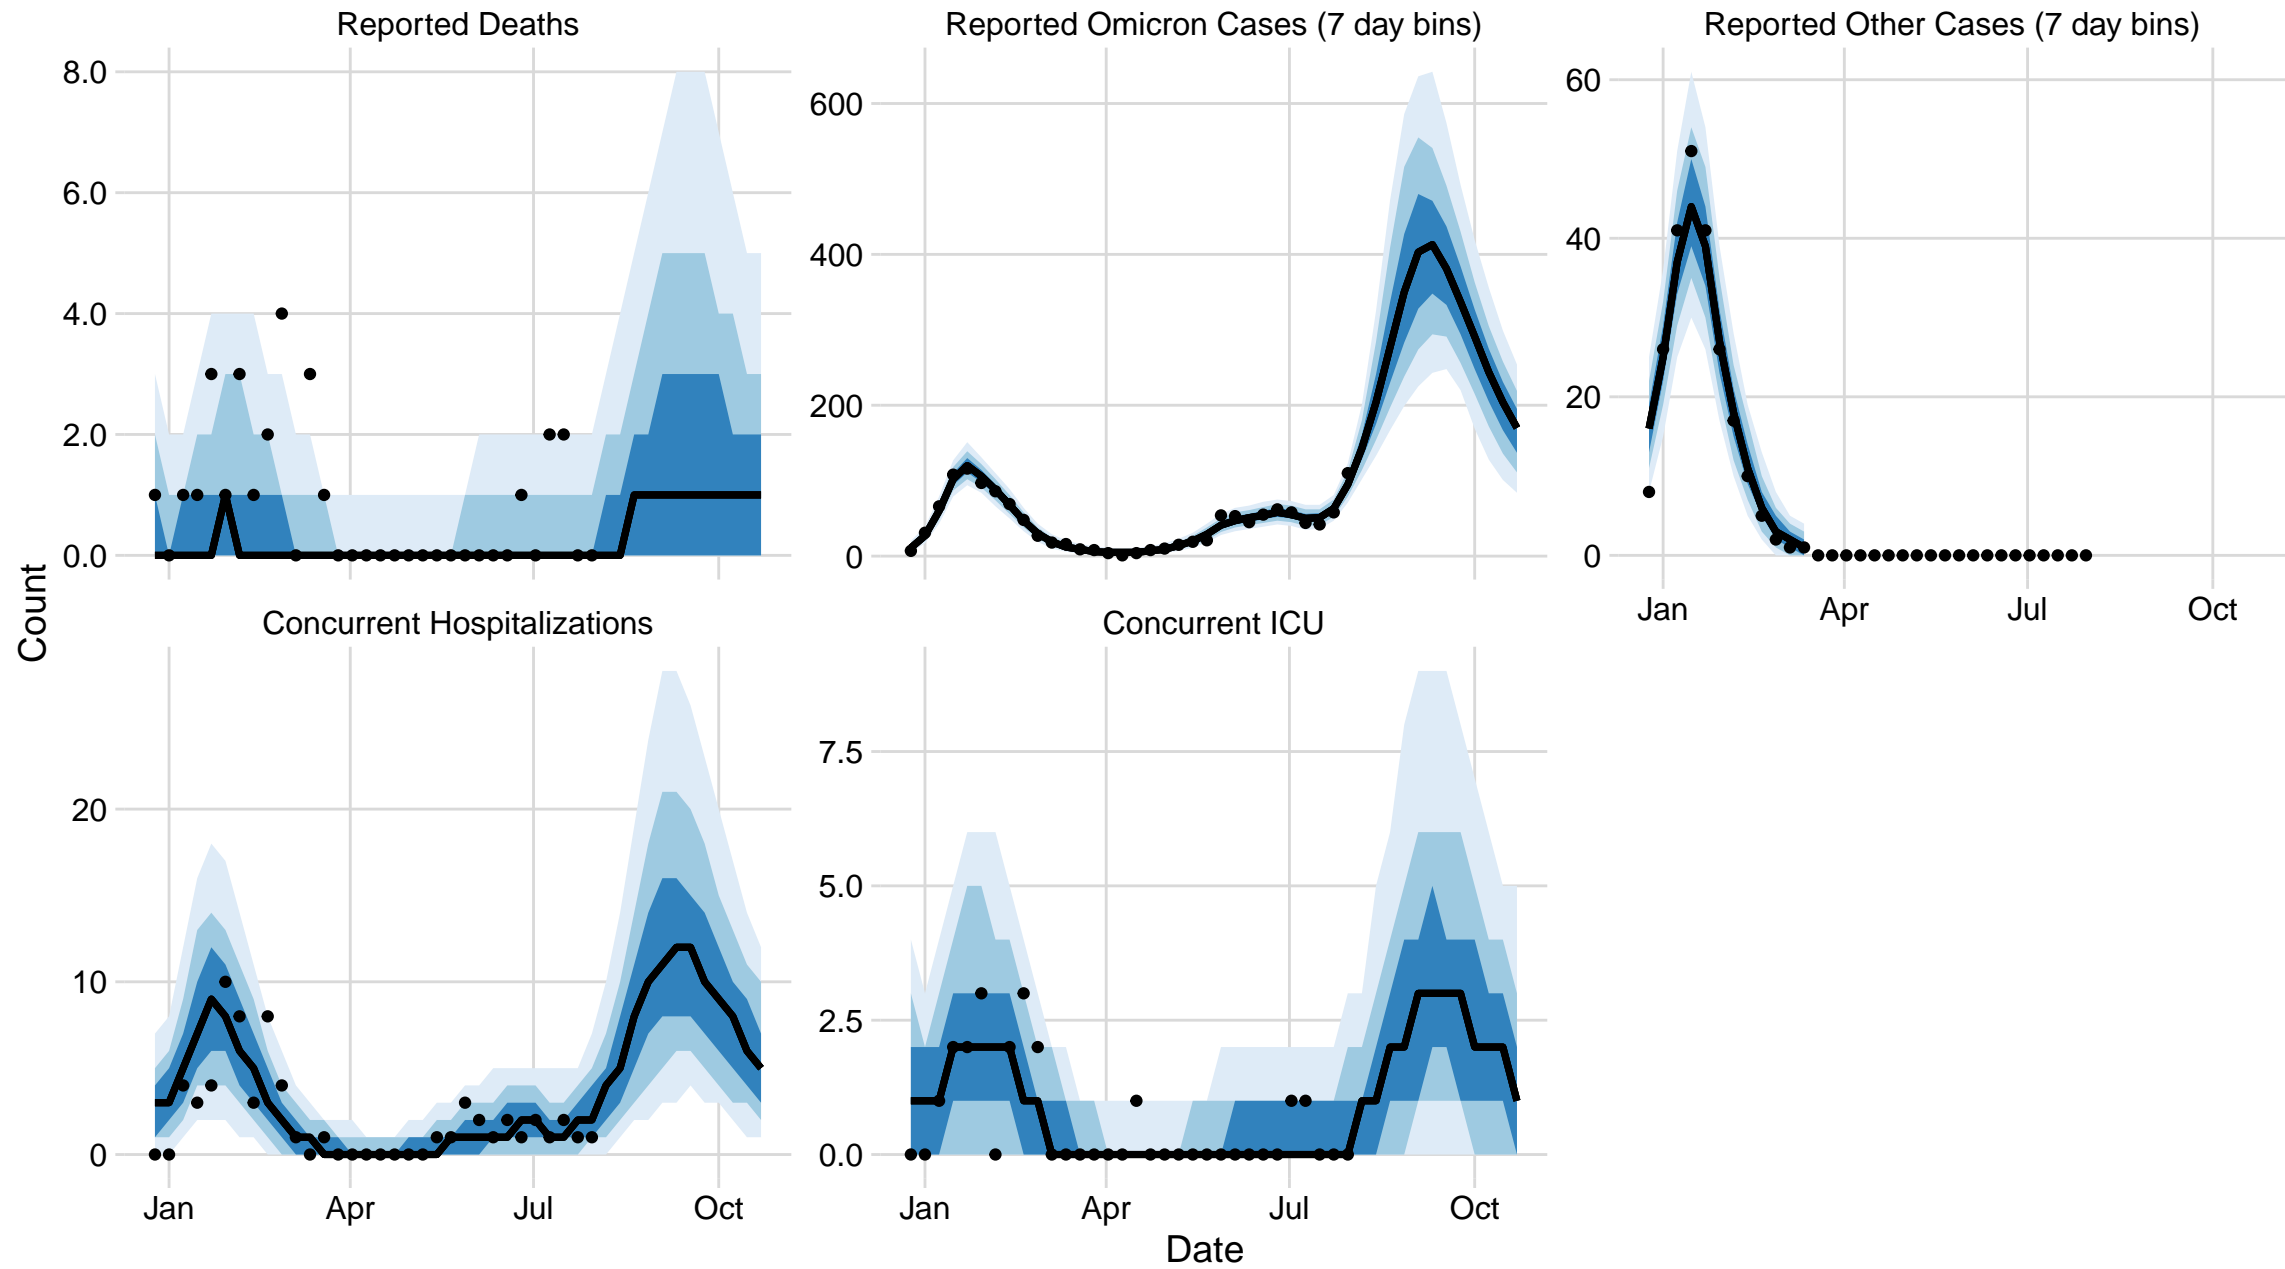 Reported Deaths
Reported Omicron Cases (7 day bins)
Reported Other Cases (7 day bins)
8.0
6.0
4.0
2.0
0.0
600
400
200
0
60
40
20
0
Jan Apr Jul Oct
Count
Concurrent Hospitalizations
Concurrent ICU
20
10
0
7.5
5.0
2.5
0.0
Jan Apr Jul Oct
Jan Apr Jul Oct
Date